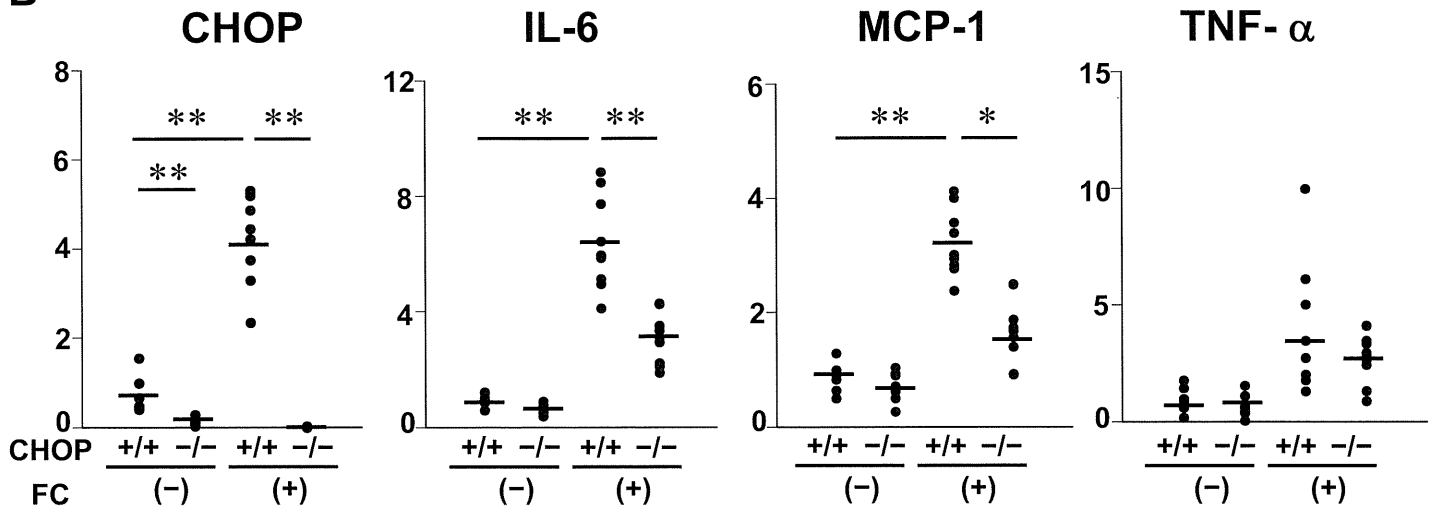 B
CHOP IL-6 MCP-1 TNF- α
8 12 6 15
** ** ** ** ** *
6 8 4 10
**
4 4 2 5
2
0 0 0 0
CHOP +/+ −/− +/+ −/− +/+ −/− +/+ −/− +/+ −/− +/+ −/− +/+ −/− +/+ −/−
FC (−) (+) (−) (+) (−) (+) (−) (+)